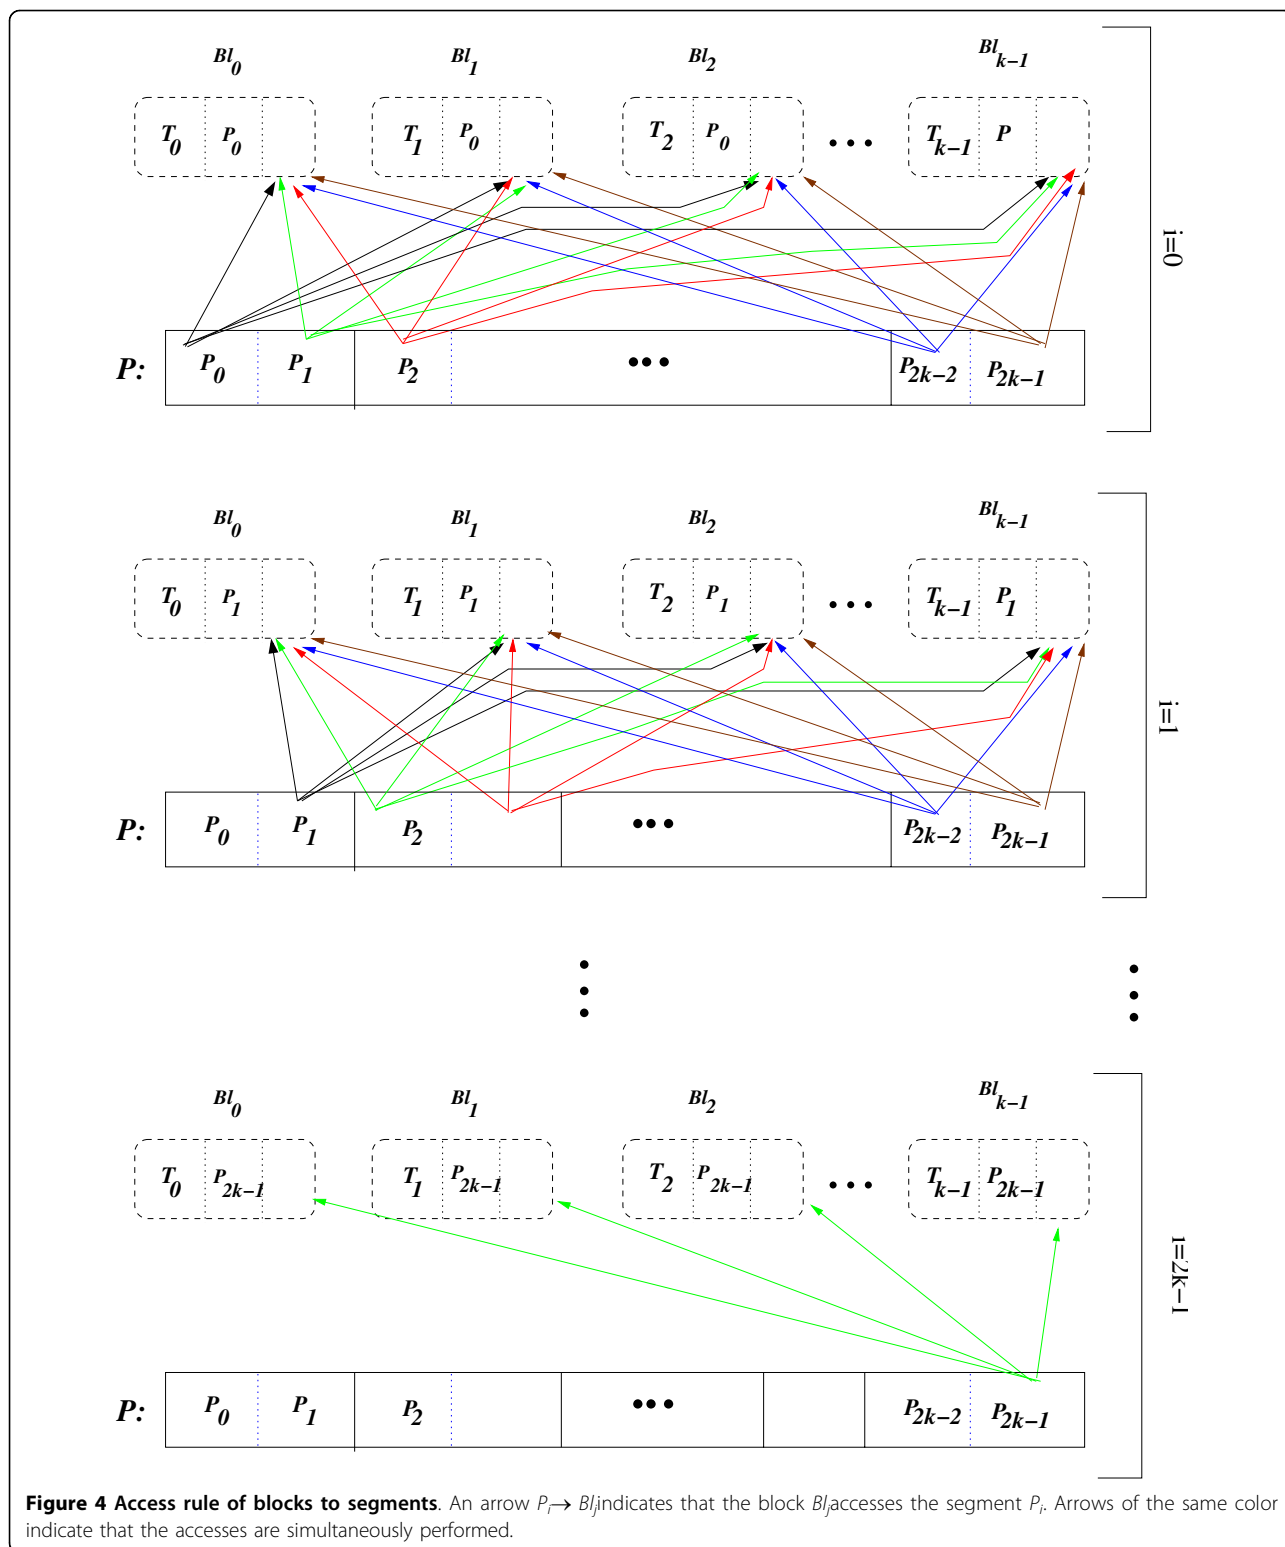 Bl0 Bl1 Bl2 Blk−1
T0 P0 T1 P0 T2 P0 ••• Tk−1 P
i=0
P: P0 P1 P2 ••• P2k−2 P2k−1
Bl0 Bl1 Bl2 Blk−1
T0 P1 T1 P1 T2 P1 ••• Tk−1 P1
i=1
P: P0 P1 P2 ••• P2k−2 P2k−1
Bl0 Bl1 Bl2 Blk−1
T0 P2k−1 T1 P2k−1 T2 P2k−1 ••• Tk−1 P2k−1
i=2k−1
P: P0 P1 P2 ••• P2k−2 P2k−1
Figure 4 Access rule of blocks to segments. An arrow Pi→ Bljindicates that the block Bljaccesses the segment Pi. Arrows of the same color
indicate that the accesses are simultaneously performed.